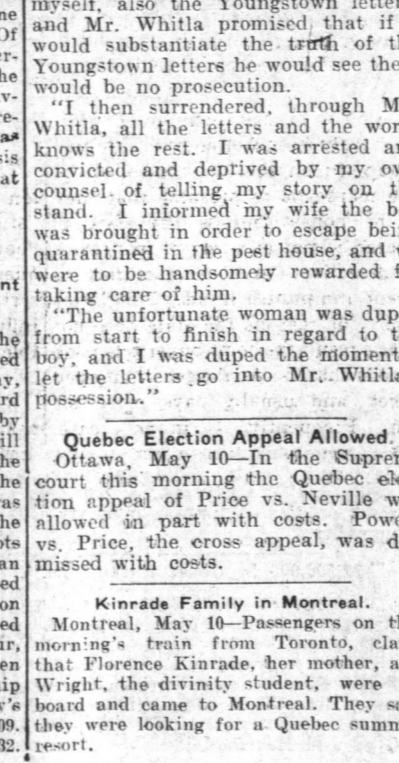 myself, also the Youngstown letter
and Mr. Whitla promised, that if
would substantiate the truth of t
Youngstown letters he would see the
would be no prosecution.
"I then surrendered, through M
Whitla, all the letters and the wor
knows the rest. I was arrested an
convicted and deprived by my ow
counsel of telling my story on t
stand. I informed my wife the b
was brought in order to escape bein
quarantined in the pest house, and w
were to be handsomely rewarded f
taking care of him.
"The unfortunate woman was dup
from start to finish in regard to t
boy, and I was duped the moment
let the letters go into Mr. Whitla
possession."
Quebec Election Appeal Allowed.
Ottawa, May 10—In the Suprem
court this morning the Quebec ele
tion appeal of Price vs. Neville w
allowed in part with costs. Powe
vs. Price, the cross appeal, was d
missed with costs.
Kinrade Family in Montreal.
Montreal, May 10—Passengers on th
morning's train from Toronto, cla
that Florence Kinrade, her mother, a
Wright, the divinity student, were
board and came to Montreal. They sa
they were looking for a Quebec summ
resort.